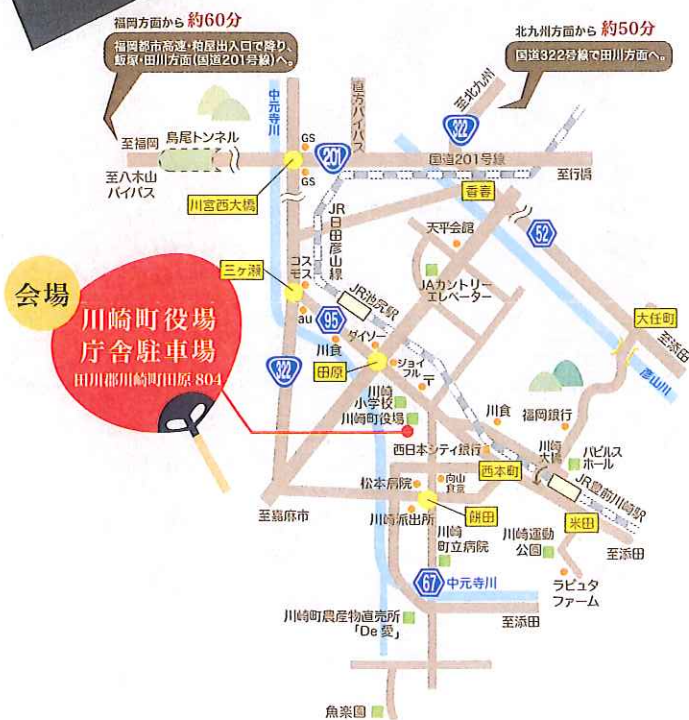 福岡方面から 約60分
福岡都市高速・粕屋出入口で降り、
飯塚・田川方面(国道201号線)へ。
北九州方面から 約50分
国道322号線で田川方面へ。
中元寺川
直方バイパス
至北九州
322
至福岡
烏尾トンネル
GS
201
国道201号線
至八木山
バイパス
GS
至行橋
川宮西大橋
香春
JR日田彦山線
天平会館
52
三ヶ瀬
コスモス
JAカントリー
エレベーター
JR池尻駅
大任町
会場
川崎町役場
庁舎駐車場
田川郡川崎町田原 804
au
95
ダイソー
至添田
彦山川
川食
322
田原
ジョイ
フル
〒
川崎
小学校
川崎町役場
川食
福岡銀行
西日本シティ銀行
川崎
大橋
パピルス
ホール
西本町
松本病院
向山
食堂
JR豊前川崎駅
至嘉麻市
川崎派出所
餅田
米田
川崎
町立病院
川崎運動
公園
至添田
67
中元寺川
ラピュタ
ファーム
川崎町農産物直売所
「De 愛」
至添田
魚楽園